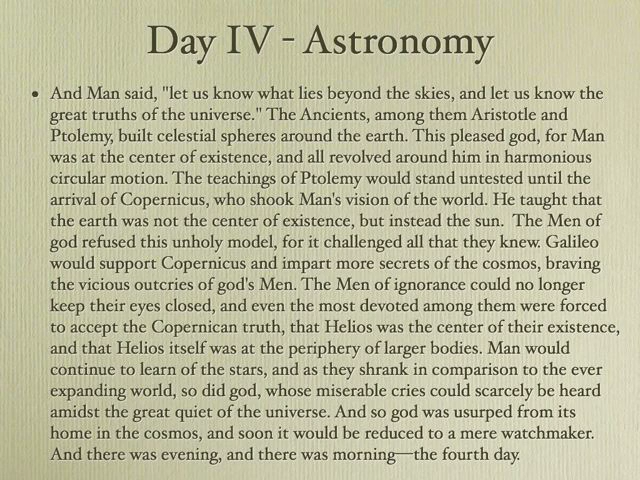 Day IV - Astronomy
• And Man said, "let us know what lies beyond the skies, and let us know the
great truths of the universe." The Ancients, among them Aristotle and
Ptolemy, built celestial spheres around the earth. This pleased god, for Man
was at the center of existence, and all revolved around him in harmonious
circular motion. The teachings of Ptolemy would stand untested until the
arrival of Copernicus, who shook Man's vision of the world. He taught that
the earth was not the center of existence, but instead the sun.  The Men of
god refused this unholy model, for it challenged all that they knew. Galileo
would support Copernicus and impart more secrets of the cosmos, braving
the vicious outcries of god's Men. The Men of ignorance could no longer
keep their eyes closed, and even the most devoted among them were forced
to accept the Copernican truth, that Helios was the center of their existence,
and that Helios itself was at the periphery of larger bodies. Man would
continue to learn of the stars, and as they shrank in comparison to the ever
expanding world, so did god, whose miserable cries could scarcely be heard
amidst the great quiet of the universe. And so god was usurped from its
home in the cosmos, and soon it would be reduced to a mere watchmaker.
And there was evening, and there was morning—the fourth day.